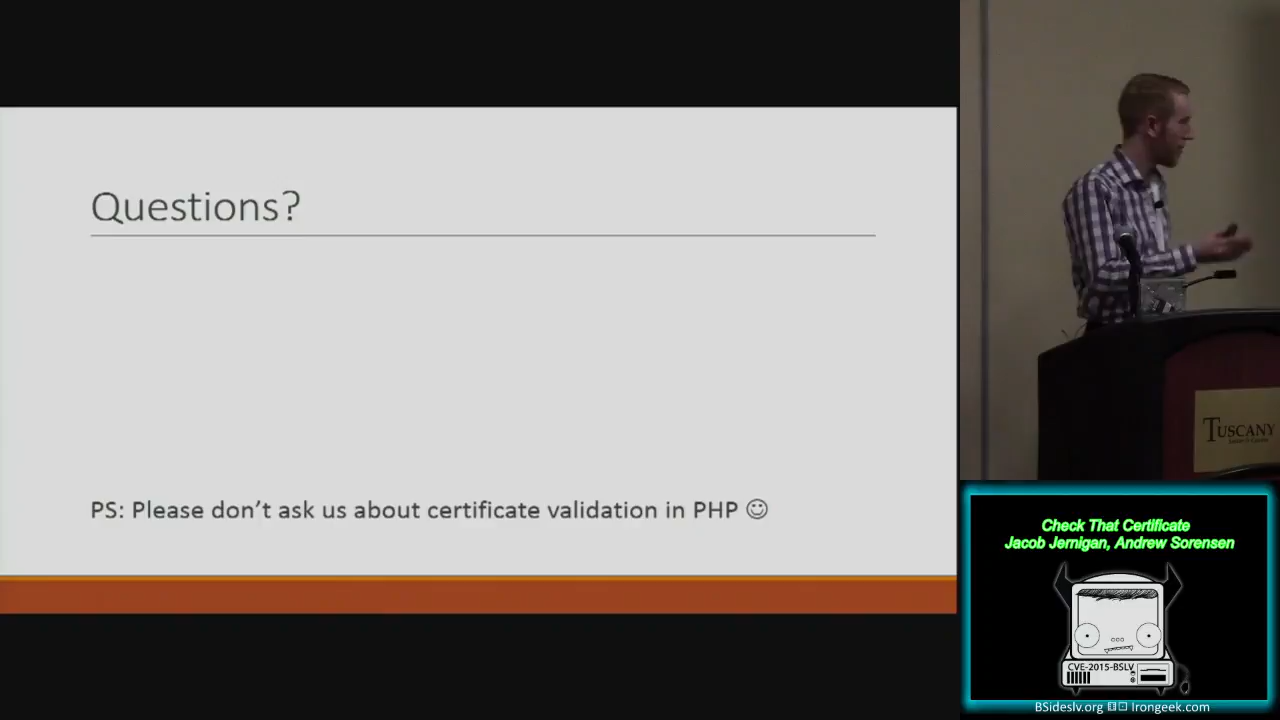 Questions?
PS: Please don’t ask us about certificate validation in PHP ☺
TUSCANY
Check That Certificate
Jacob Jernigan, Andrew Sorensen
CVE-2015-BSLV
BSideslv.org Irongeek.com